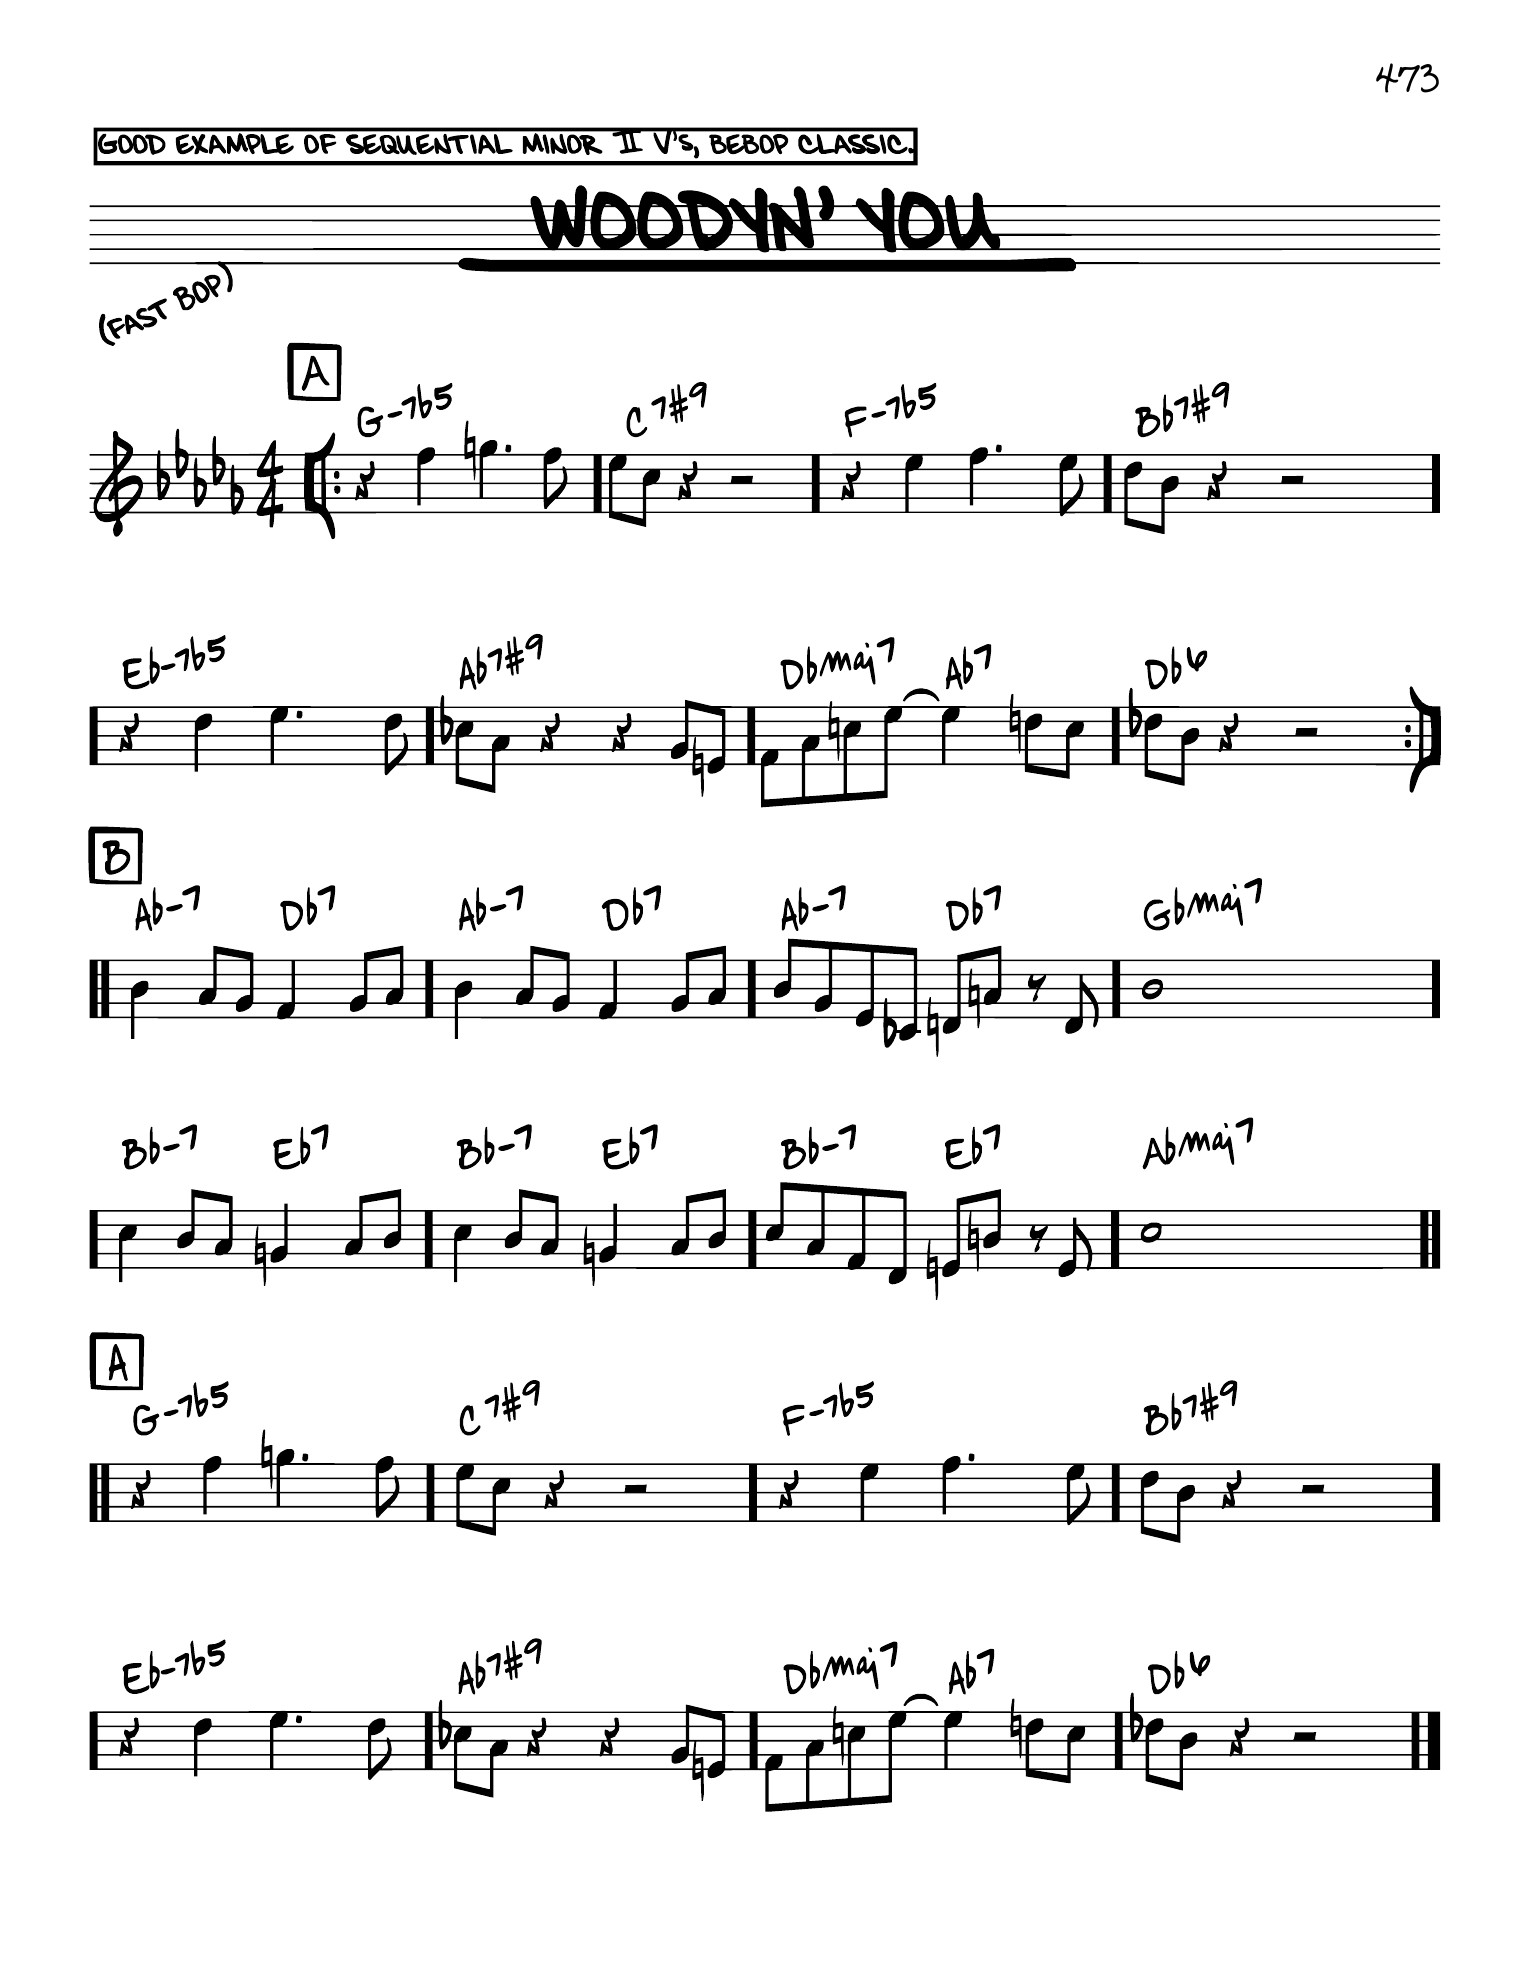 473
GOOD EXAMPLE OF SEQUENTIAL MINOR II V'S, BEBOP CLASSIC.
WOODYN' YOU
(FAST BOP)
A
G-7b5 C7#9 F-7b5 Bb7#9
4
4
Eb-7b5 Ab7#9 Dbmaj7 Ab7 Db6
B
Ab-7 Db7 Ab-7 Db7 Ab-7 Db7 Gbmaj7
Bb-7 Eb7 Bb-7 Eb7 Bb-7 Eb7 Abmaj7
A
G-7b5 C7#9 F-7b5 Bb7#9
Eb-7b5 Ab7#9 Dbmaj7 Ab7 Db6